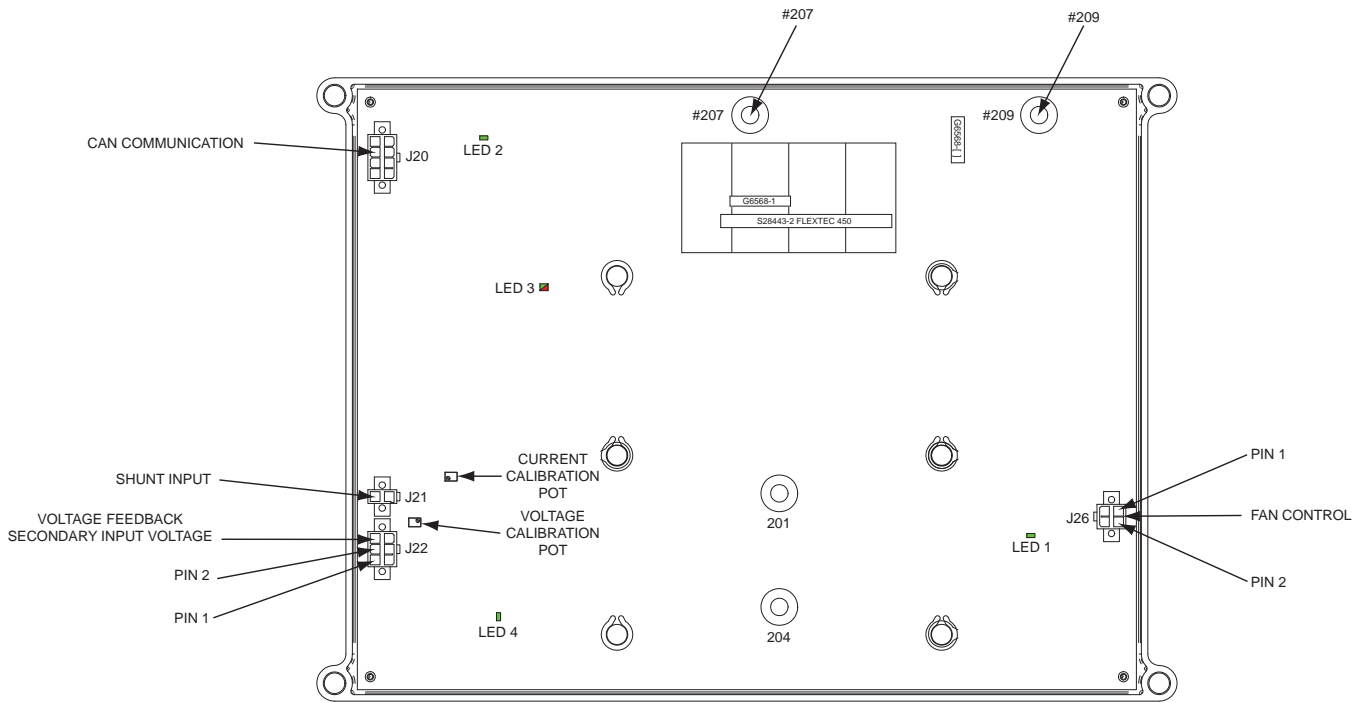 #207
#209
#207
#209
G6568-[ ]
CAN COMMUNICATION
J20
LED 2
G6568-1
S28443-2 FLEXTEC 450
LED 3
SHUNT INPUT
J21
CURRENT
CALIBRATION
POT
VOLTAGE FEEDBACK
SECONDARY INPUT VOLTAGE
J22
VOLTAGE
CALIBRATION
POT
PIN 2
PIN 1
LED 4
201
204
LED 1
J26
PIN 1
FAN CONTROL
PIN 2